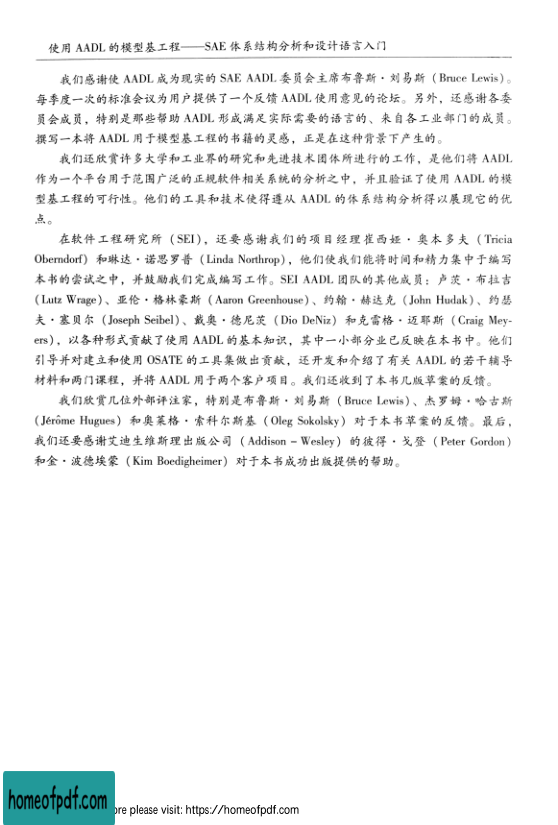 使用 AADL 的模型基工程——SAE 体系结构分析和设计语言入门
我们感谢使 AADL 成为现实的 SAE AADL 委员会主席布鲁斯·刘易斯（Bruce Lewis）。
每季度一次的标准会议为用户提供了一个反馈 AADL 使用意见的论坛。另外，还感谢各委
员会成员，特别是那些帮助 AADL 形成满足实际需要的语言的、来自各工业部门的成员。
撰写一本将 AADL 用于模型基工程的书籍的灵感，正是在这种背景下产生的。
我们还欣赏许多大学和工业界的研究和先进技术团体所进行的工作，是他们将 AADL
作为一个平台用于范围广泛的正规软件相关系统的分析之中，并且验证了使用 AADL 的模
型基工程的可行性。他们的工具和技术使得遵从 AADL 的体系结构分析得以展现它的优
点。
在软件工程研究所（SEI），还要感谢我们的项目经理崔西娅·奥本多夫（Tricia
Oberndorf）和琳达·诺思罗普（Linda Northrop），他们使我们能将时间和精力集中于编写
本书的尝试之中，并鼓励我们完成编写工作。SEI AADL 团队的其他成员：卢茨·布拉吉
（Lutz Wrage）、亚伦·格林豪斯（Aaron Greenhouse）、约翰·赫达克（John Hudak）、约瑟
夫·塞贝尔（Joseph Seibel）、戴奥·德尼茨（Dio DeNiz）和克雷格·迈耶斯（Craig Mey-
ers），以各种形式贡献了使用 AADL 的基本知识，其中一小部分业已反映在本书中。他们
引导并对建立和使用 OSATE 的工具集做出贡献，还开发和介绍了有关 AADL 的若干辅导
材料和两门课程，并将 AADL 用于两个客户项目。我们还收到了本书几版草案的反馈。
我们欣赏几位外部评注家，特别是布鲁斯·刘易斯（Bruce Lewis）、杰罗姆·哈古斯
（Jérôme Hugues）和奥莱格·索科尔斯基（Oleg Sokolsky）对于本书草案的反馈。最后，
我们还要感谢艾迪生维斯理出版公司（Addison – Wesley）的彼得·戈登（Peter Gordon）
和金·波德埃蒙（Kim Boedigheimer）对于本书成功出版提供的帮助。
homeofpdf.com
ore please visit: https://homeofpdf.com